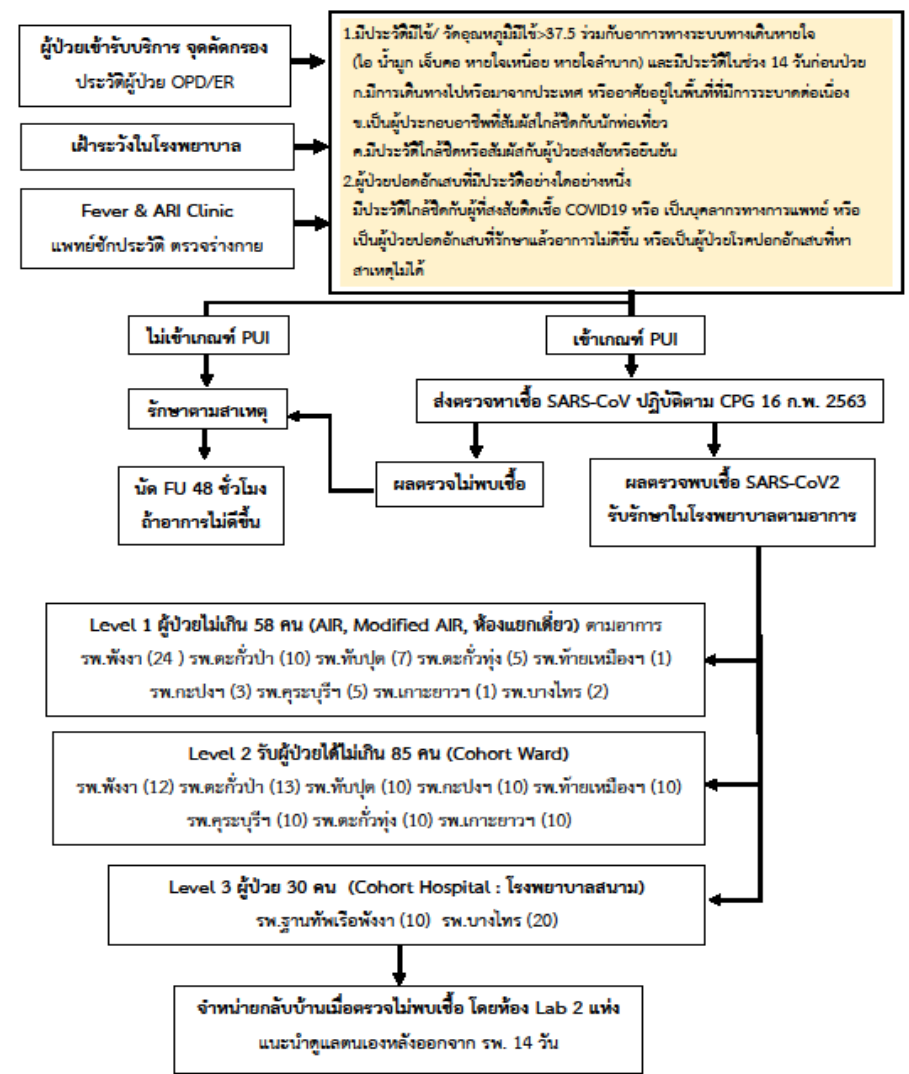 ผู้ป่วยเข้ารับบริการ จุดคัดกรอง
ประวัติผู้ป่วย OPD/ER
เฝ้าระวังในโรงพยาบาล
Fever & ARI Clinic
แพทย์ซักประวัติ ตรวจร่างกาย
1.มีประวัติมีไข้/ วัดอุณหภูมิมีไข้>37.5 ร่วมกับอาการทางระบบทางเดินหายใจ
(ไอ น้ำมูก เจ็บคอ หายใจเหนื่อย หายใจลำบาก) และมีประวัติในช่วง 14 วันก่อนป่วย
ก.มีการเดินทางไปหรือมาจากประเทศ หรืออาศัยอยู่ในพื้นที่ที่มีการระบาดต่อเนื่อง
ข.เป็นผู้ประกอบอาชีพที่สัมผัสใกล้ชิดกับนักท่อเที่ยว
ค.มีประวัติใกล้ชิดหรือสัมผัสกับผู้ป่วยสงสัยหรือยืนยัน
2.ผู้ป่วยปอดอักเสบที่มีประวัติอย่างใดอย่างหนึ่ง
มีประวัติใกล้ชิดกับผู้ที่สงสัยติดเชื้อ COVID19 หรือ เป็นบุคลากรทางการแพทย์ หรือ
เป็นผู้ป่วยปอดอักเสบที่รักษาแล้วอาการไม่ดีขึ้น หรือเป็นผู้ป่วยโรคปอกอักเสบที่หา
สาเหตุไม่ได้
ไม่เข้าเกณฑ์ PUI
เข้าเกณฑ์ PUI
รักษาตามสาเหตุ
ส่งตรวจหาเชื้อ SARS-CoV ปฏิบัติตาม CPG 16 ก.พ. 2563
นัด FU 48 ชั่วโมง
ถ้าอาการไม่ดีขึ้น
ผลตรวจไม่พบเชื้อ
ผลตรวจพบเชื้อ SARS-CoV2
รับรักษาในโรงพยาบาลตามอาการ
Level 1 ผู้ป่วยไม่เกิน 58 คน (AIR, Modified AIR, ห้องแยกเดี่ยว) ตามอาการ
รพ.พังงา (24 ) รพ.ตะกั่วป่า (10) รพ.ทับปุด (7) รพ.ตะกั่วทุ่ง (5) รพ.ท้ายเหมืองฯ (1)
รพ.กะปงฯ (3) รพ.คุระบุรีฯ (5) รพ.เกาะยาวฯ (1) รพ.บางไทร (2)
Level 2 รับผู้ป่วยได้ไม่เกิน 85 คน (Cohort Ward)
รพ.พังงา (12) รพ.ตะกั่วป่า (13) รพ.ทับปุด (10) รพ.กะปงฯ (10) รพ.ท้ายเหมืองฯ (10)
รพ.คุระบุรีฯ (10) รพ.ตะกั่วทุ่ง (10) รพ.เกาะยาวฯ (10)
Level 3 ผู้ป่วย 30 คน (Cohort Hospital : โรงพยาบาลสนาม)
รพ.ฐานทัพเรือพังงา (10) รพ.บางไทร (20)
จำหน่ายกลับบ้านเมื่อตรวจไม่พบเชื้อ โดยห้อง Lab 2 แห่ง
แนะนำดูแลตนเองหลังออกจาก รพ. 14 วัน